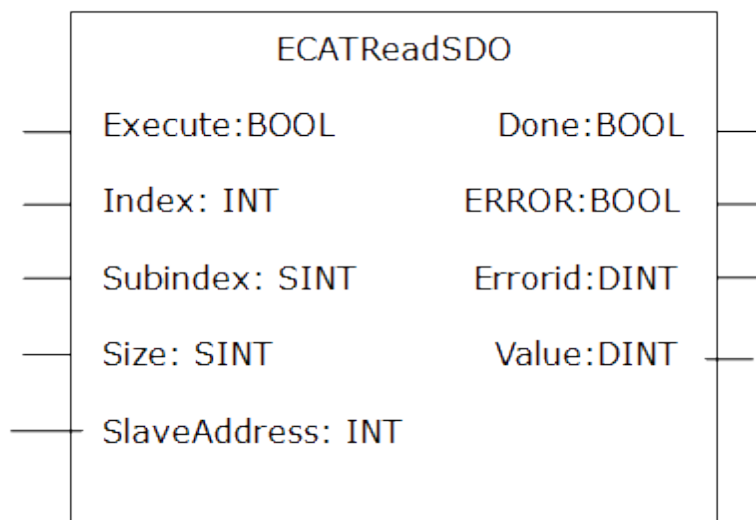 ECATReadSDO
Execute:BOOL Done:BOOL
Index: INT ERROR:BOOL
Subindex: SINT Errorid:DINT
Size: SINT Value:DINT
SlaveAddress: INT